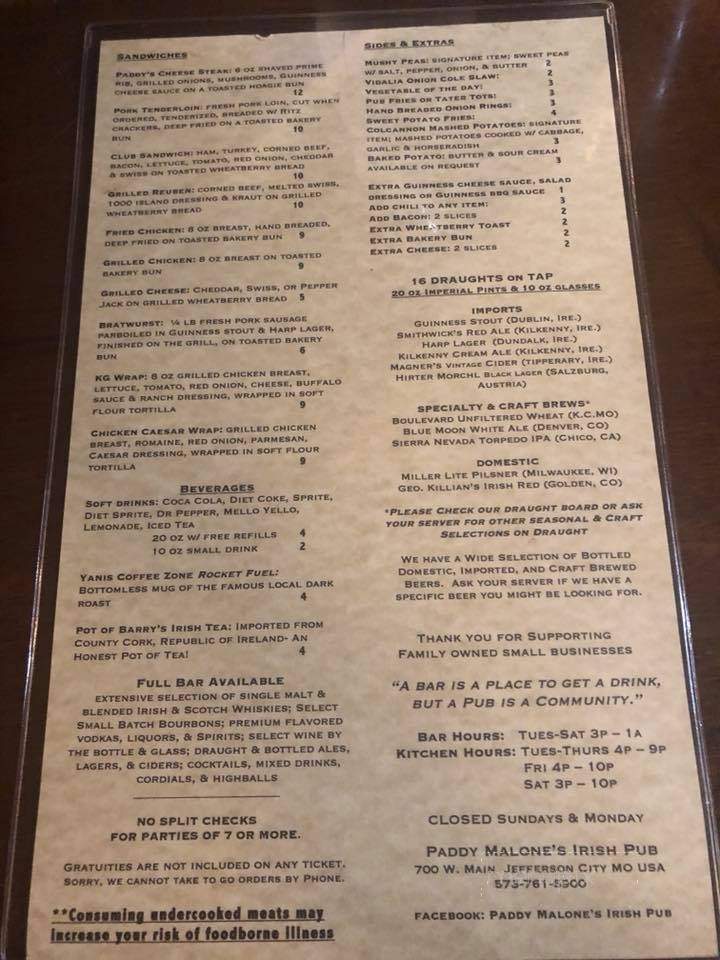 Sandwiches
Paddy's Cheese Steak: 6 oz shaved prime
rib, grilled onions, mushrooms, Guinness
cheese sauce on a toasted hoagie bun
12
Pork Tenderloin: fresh pork loin, cut when
ordered, tenderized, breaded w/ Ritz
crackers, deep fried on a toasted bakery
bun 10
Club Sandwich: ham, turkey, corned beef,
bacon, lettuce, tomato, red onion, cheddar
& swiss on toasted wheatberry bread
10
Grilled Reuben: corned beef, melted swiss,
1000 island dressing & kraut on grilled
wheatberry bread 10
Fried Chicken: 8 oz breast, hand breaded,
deep fried on toasted bakery bun 9
Grilled Chicken: 8 oz breast on toasted
bakery bun 9
Grilled Cheese: Cheddar, Swiss, or Pepper
Jack on grilled wheatberry bread 5
Bratwurst: ¼ lb fresh pork sausage
parboiled in Guinness stout & Harp lager,
finished on the grill, on toasted bakery
bun 6
KG Wrap: 8 oz grilled chicken breast,
lettuce, tomato, red onion, cheese, buffalo
sauce & ranch dressing, wrapped in soft
flour tortilla 9
Chicken Caesar Wrap: grilled chicken
breast, romaine, red onion, parmesan,
Caesar dressing, wrapped in soft flour
tortilla 9
Beverages
Soft drinks: Coca Cola, Diet Coke, Sprite,
Diet Sprite, Dr Pepper, Mello Yello,
Lemonade, Iced Tea
20 oz w/ free refills 4
10 oz small drink 2
Yanis Coffee Zone Rocket Fuel:
Bottomless mug of the famous local dark
roast 4
Pot of Barry's Irish Tea: Imported from
County Cork, Republic of Ireland- An
Honest Pot of Tea! 4
Full Bar Available
extensive selection of single malt &
blended Irish & Scotch Whiskies; Select
Small Batch Bourbons; premium flavored
vodkas, liquors, & Spirits; select wine by
the bottle & glass; draught & bottled ales,
lagers, & ciders; cocktails, mixed drinks,
cordials, & highballs
No split checks
for parties of 7 or more.
Gratuities are not included on any ticket.
Sorry, we cannot take to go orders by Phone.
**Consuming undercooked meats may
increase your risk of foodborne illness
Sides & Extras
Mushy Peas: signature item; sweet peas
w/ salt, pepper, onion, & butter 2
Vidalia Onion Cole Slaw: 2
Vegetable of the day: 3
Pub Fries or Tater Tots: 3
Hand Breaded Onion Rings: 3
Sweet Potato Fries: 4
Colcannon Mashed Potatoes: signature
item; mashed potatoes cooked w/ cabbage,
garlic & horseradish 3
Baked Potato: butter & sour cream
available on request 3
Extra Guinness cheese sauce, salad
dressing or Guinness BBQ sauce 1
Add chili to any item: 3
Add Bacon: 2 slices 2
Extra Wheatberry Toast 2
Extra Bakery Bun 2
Extra Cheese: 2 slices 2
16 Draughts on Tap
20 oz Imperial Pints & 10 oz glasses
Imports
Guinness Stout (Dublin, Ire.)
Smithwick's Red Ale (Kilkenny, Ire.)
Harp Lager (Dundalk, Ire.)
Kilkenny Cream Ale (Kilkenny, Ire.)
Magner's Vintage Cider (Tipperary, Ire.)
Hirter Morchl Black Lager (Salzburg,
Austria)
Specialty & Craft Brews*
Boulevard Unfiltered Wheat (K.C.MO)
Blue Moon White Ale (Denver, CO)
Sierra Nevada Torpedo IPA (Chico, CA)
Domestic
Miller Lite Pilsner (Milwaukee, WI)
Geo. Killian's Irish Red (Golden, CO)
*Please Check our draught board or ask
your server for other seasonal & Craft
Selections on Draught
We have a Wide Selection of Bottled
Domestic, Imported, and Craft Brewed
Beers. Ask your server if we have a
specific beer you might be looking for.
Thank you for Supporting
Family owned small businesses
"A bar is a place to get a drink,
but a Pub is a Community."
Bar Hours: Tues-Sat 3p – 1a
Kitchen Hours: Tues-Thurs 4p – 9p
Fri 4p – 10p
Sat 3p – 10p
Closed Sundays & Monday
Paddy Malone's Irish Pub
700 W. Main Jefferson City MO USA
573-761-5900
Facebook: Paddy Malone's Irish Pub